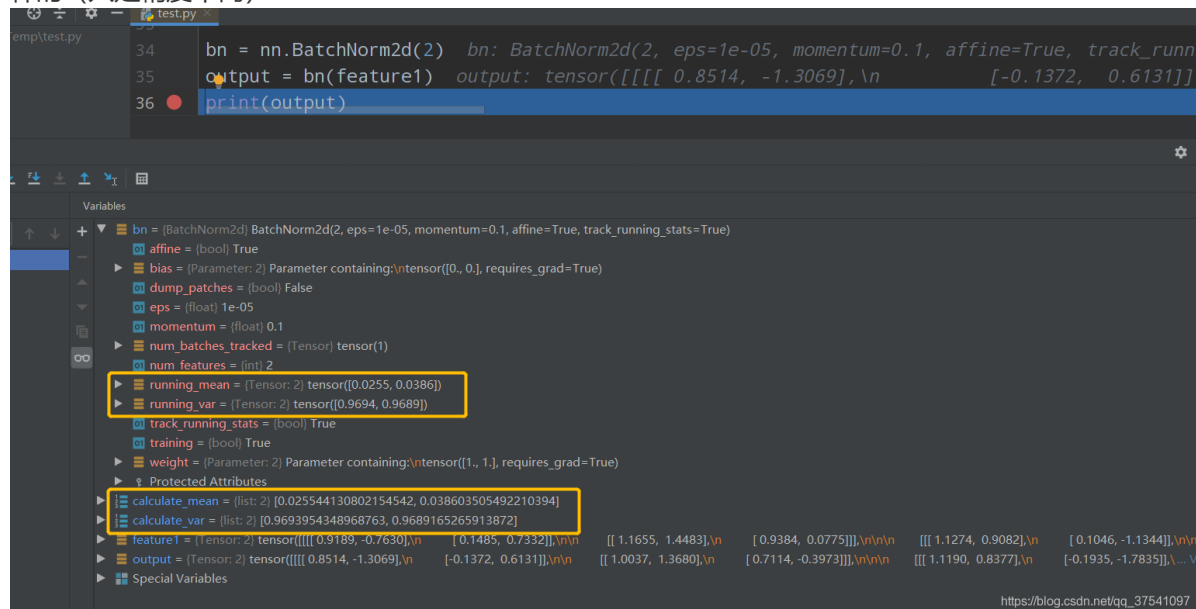 test.py
emp\test.py
34 bn = nn.BatchNorm2d(2) bn: BatchNorm2d(2, eps=1e-05, momentum=0.1, affine=True, track_runn
35 output = bn(feature1) output: tensor([[[[ 0.8514, -1.3069],\n [-0.1372, 0.6131]]
36 print(output)
Variables
bn = {BatchNorm2d} BatchNorm2d(2, eps=1e-05, momentum=0.1, affine=True, track_running_stats=True)
affine = {bool} True
bias = {Parameter: 2} Parameter containing:\ntensor([0., 0.], requires_grad=True)
dump_patches = {bool} False
eps = {float} 1e-05
momentum = {float} 0.1
num_batches_tracked = {Tensor} tensor(1)
num_features = {int} 2
running_mean = {Tensor: 2} tensor([0.0255, 0.0386])
running_var = {Tensor: 2} tensor([0.9694, 0.9689])
track_running_stats = {bool} True
training = {bool} True
weight = {Parameter: 2} Parameter containing:\ntensor([1., 1.], requires_grad=True)
Protected Attributes
calculate_mean = {list: 2} [0.025544130802154542, 0.038603505492210394]
calculate_var = {list: 2} [0.9693954348968763, 0.9689165265913872]
feature1 = {Tensor: 2} tensor([[[[ 0.9189, -0.7630],\n [ 0.1485, 0.7332]],\n\n [[ 1.1655, 1.4483],\n [ 0.9384, 0.0775]]],\n\n\n [[[ 1.1274, 0.9082],\n [ 0.1046, -1.1344]],\n\n
output = {Tensor: 2} tensor([[[[ 0.8514, -1.3069],\n [-0.1372, 0.6131]],\n\n [[ 1.0037, 1.3680],\n [ 0.7114, -0.3973]]],\n\n\n [[[ 1.1190, 0.8377],\n [-0.1935, -1.7835]],\ ... V
Special Variables
https://blog.csdn.net/qq_37541097